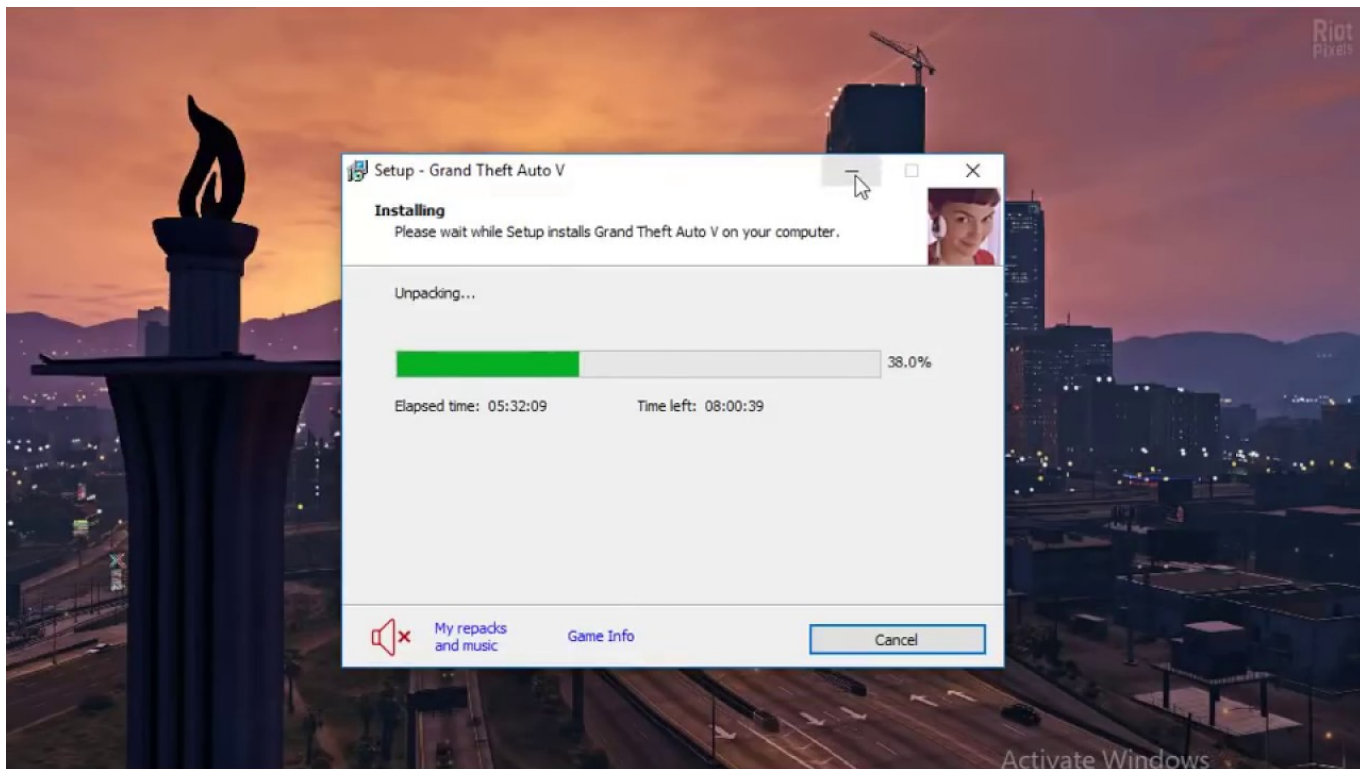 Riot
Pixels
Setup - Grand Theft Auto V
Installing
Please wait while Setup installs Grand Theft Auto V on your computer.
Unpacking...
38.0%
Elapsed time: 05:32:09 Time left: 08:00:39
My repacks
and music
Game Info
Cancel
Activate Windows